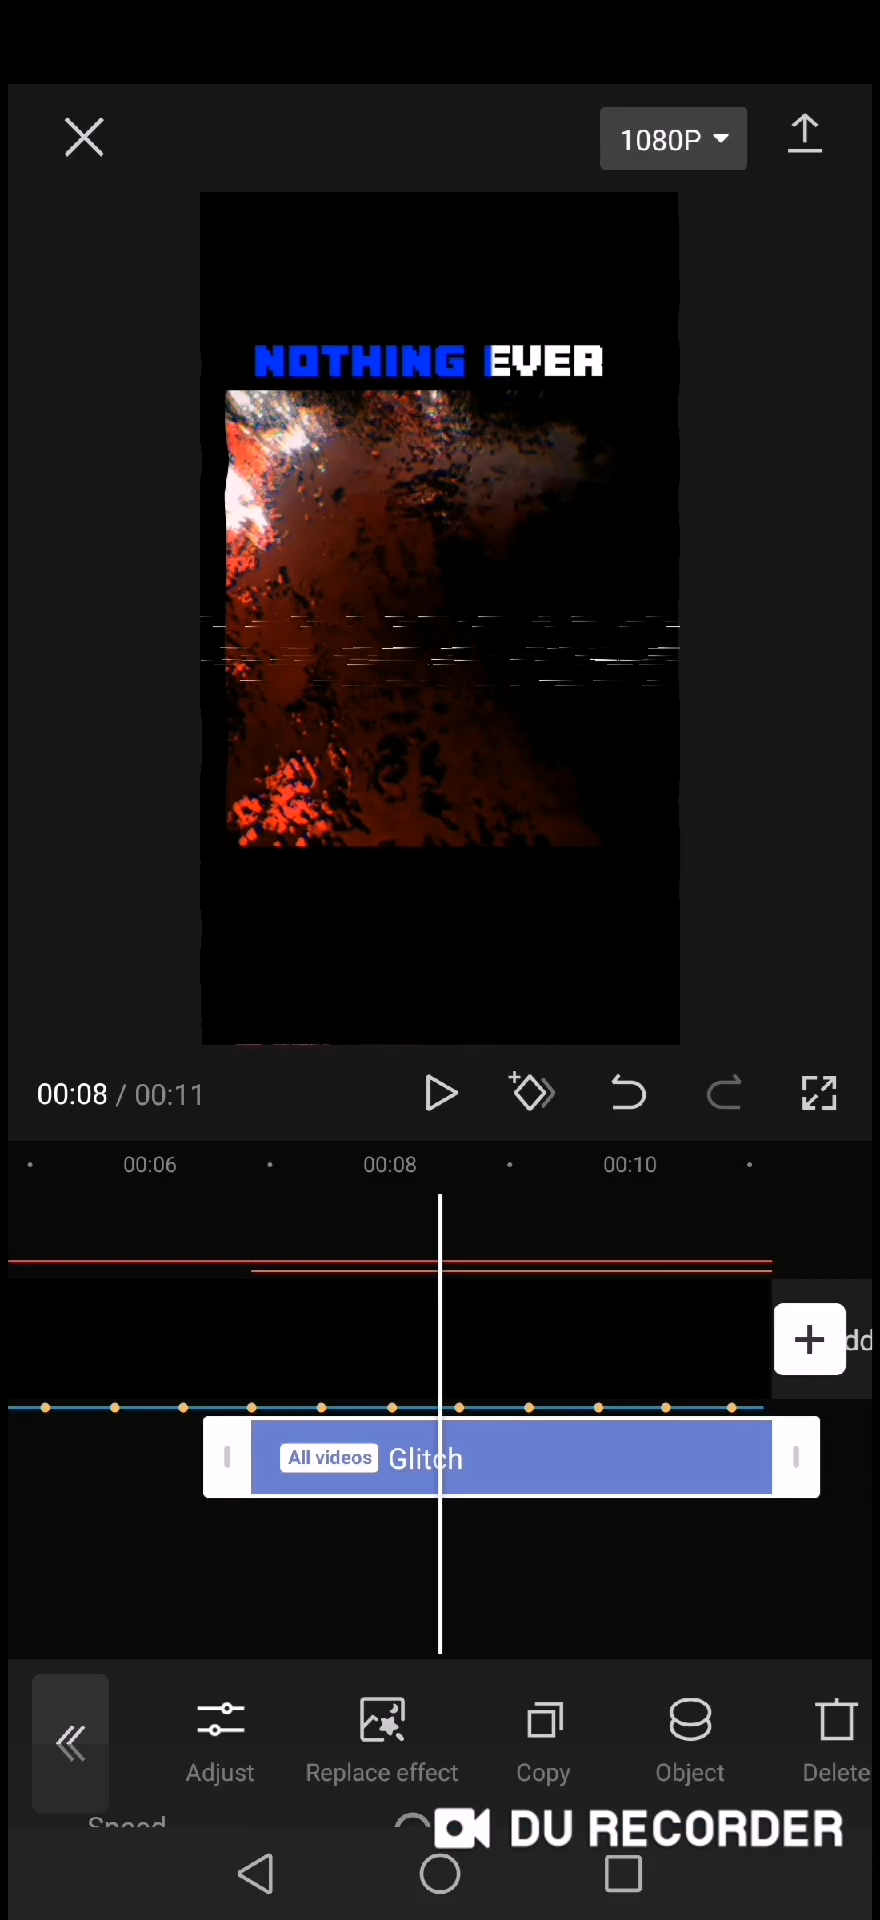 1080P
NOTHING EVER
00:08 / 00:11
00:06 00:08 00:10
dd
All videos Glitch
Adjust Replace effect Copy Object Delete
Speed
DU RECORDER